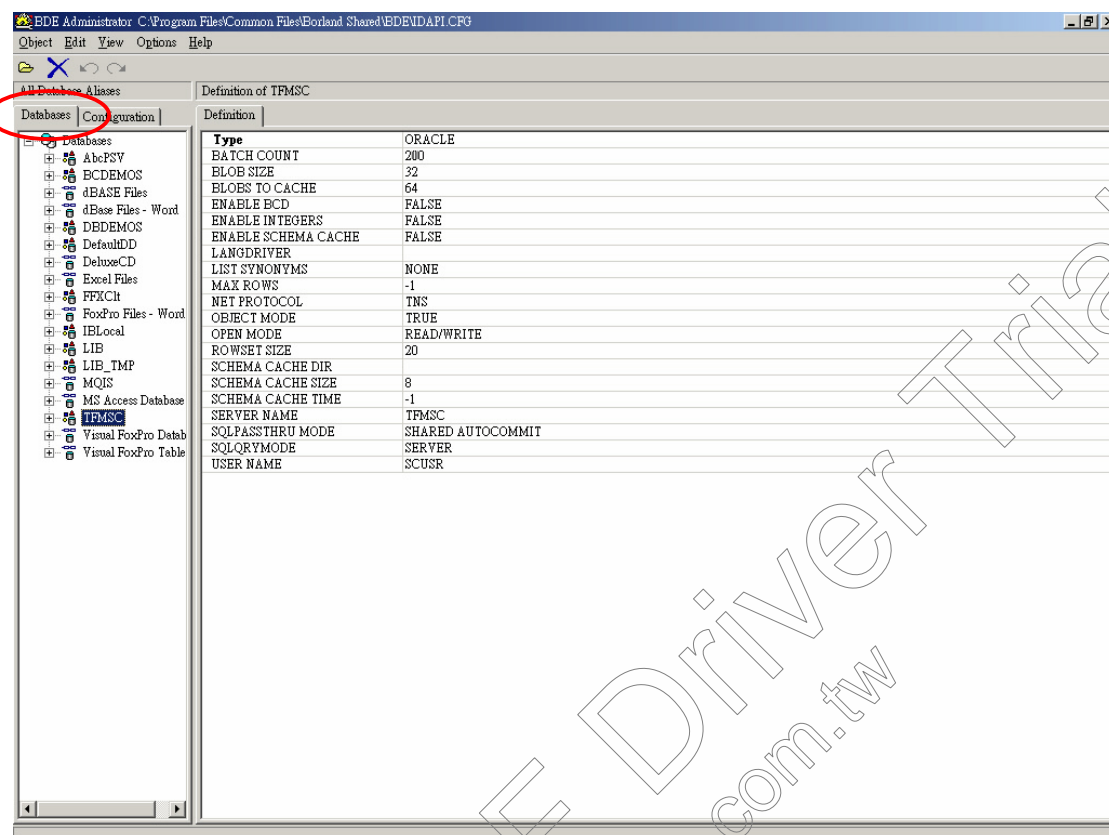 BDE Administrator C:\Program Files\Common Files\Borland Shared\BDE\IDAPI.CFG
Object Edit View Options Help
All Database Aliases
Definition of TFMSC
Databases Configuration
Definition
Databases
AbcPSV
BCDEMOS
dBASE Files
dBase Files - Word
DBDEMOS
DefaultDD
DeluxeCD
Excel Files
FFXClt
FoxPro Files - Word
IBLocal
LIB
LIB_TMP
MQIS
MS Access Database
TFMSC
Visual FoxPro Datab
Visual FoxPro Table
Type ORACLE
BATCH COUNT 200
BLOB SIZE 32
BLOBS TO CACHE 64
ENABLE BCD FALSE
ENABLE INTEGERS FALSE
ENABLE SCHEMA CACHE FALSE
LANGDRIVER
LIST SYNONYMS NONE
MAX ROWS -1
NET PROTOCOL TNS
OBJECT MODE TRUE
OPEN MODE READ/WRITE
ROWSET SIZE 20
SCHEMA CACHE DIR
SCHEMA CACHE SIZE 8
SCHEMA CACHE TIME -1
SERVER NAME TFMSC
SQLPASSTHRU MODE SHARED AUTOCOMMIT
SQLQRYMODE SERVER
USER NAME SCUSR
E Driver Tria
com.tw